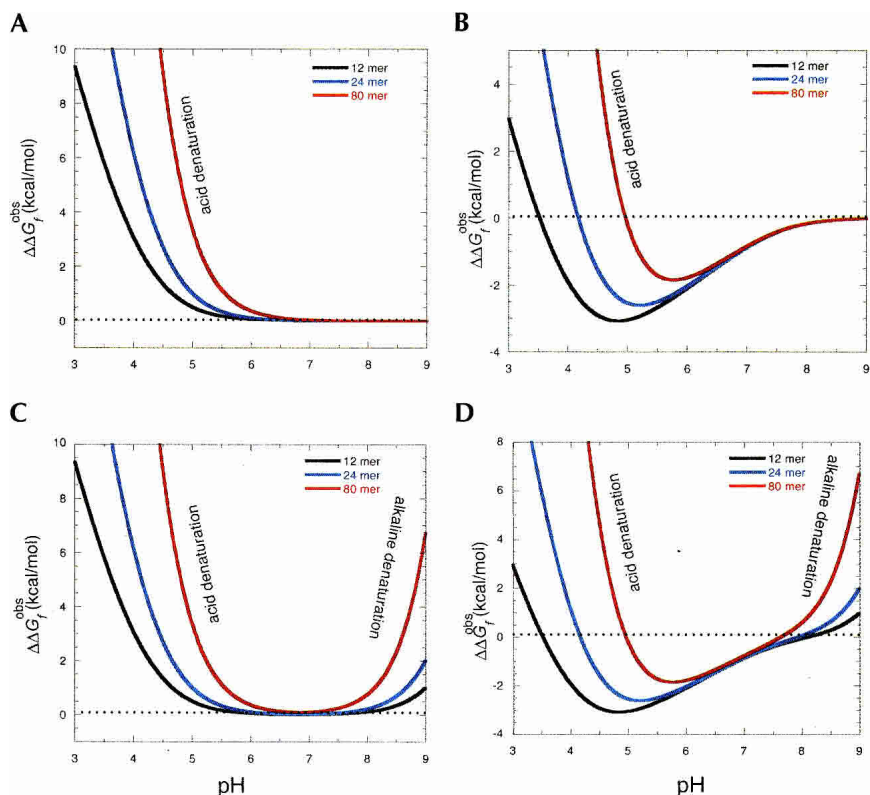 A
ΔΔG_f^obs (kcal/mol)
10
8
6
4
2
0
12 mer
24 mer
80 mer
acid denaturation
3 4 5 6 7 8 9
B
ΔΔG_f^obs (kcal/mol)
4
2
0
-2
-4
12 mer
24 mer
80 mer
acid denaturation
3 4 5 6 7 8 9
C
ΔΔG_f^obs (kcal/mol)
10
8
6
4
2
0
12 mer
24 mer
80 mer
acid denaturation
alkaline denaturation
3 4 5 6 7 8 9
pH
D
ΔΔG_f^obs (kcal/mol)
8
6
4
2
0
-2
-4
12 mer
24 mer
80 mer
acid denaturation
alkaline denaturation
3 4 5 6 7 8 9
pH